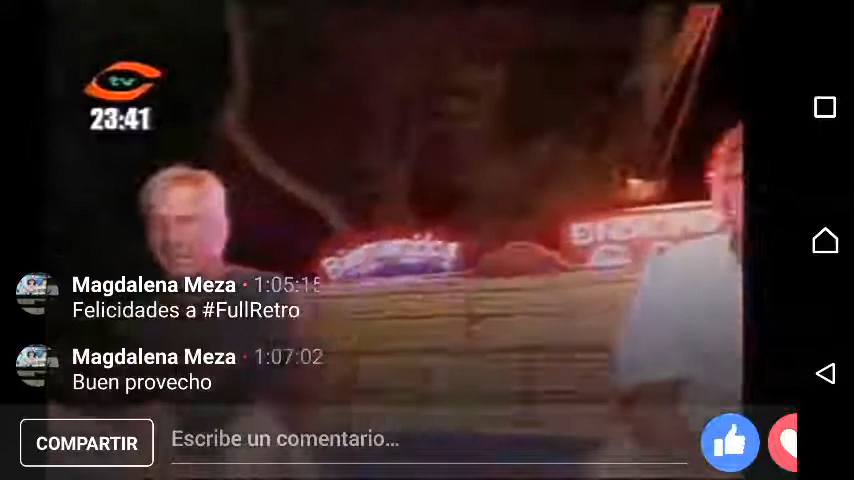 tv
23:41
Magdalena Meza · 1:05:15
Felicidades a #FullRetro
Magdalena Meza · 1:07:02
Buen provecho
COMPARTIR
Escribe un comentario...